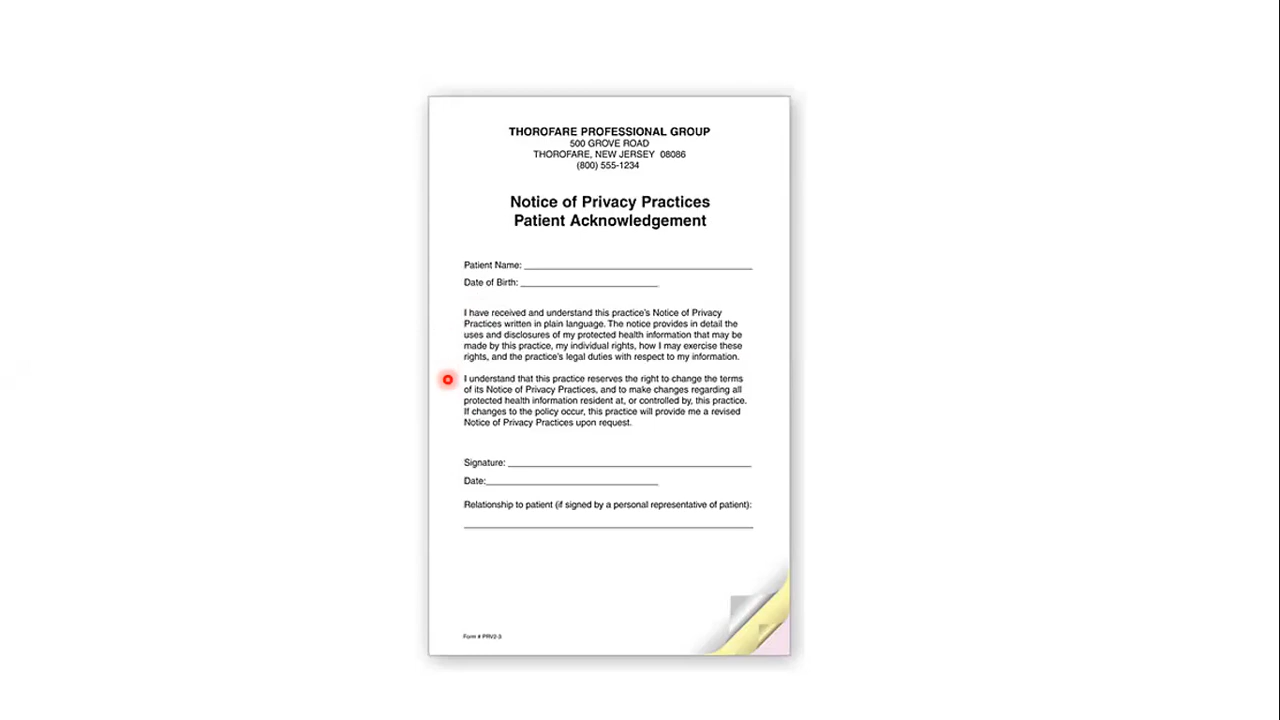 THOROFARE PROFESSIONAL GROUP
500 GROVE ROAD
THOROFARE, NEW JERSEY  08086
(800) 555-1234
Notice of Privacy Practices
Patient Acknowledgement
Patient Name: ______________________________
Date of Birth: ____________________
I have received and understand this practice's Notice of Privacy
Practices written in plain language. The notice provides in detail the
uses and disclosures of my protected health information that may be
made by this practice, my individual rights, how I may exercise these
rights, and the practice's legal duties with respect to my information.
I understand that this practice reserves the right to change the terms
of its Notice of Privacy Practices, and to make changes regarding all
protected health information resident at, or controlled by, this practice.
If changes to the policy occur, this practice will provide me a revised
Notice of Privacy Practices upon request.
Signature: ______________________________
Date:____________________
Relationship to patient (if signed by a personal representative of patient):
Form # PRV2-3